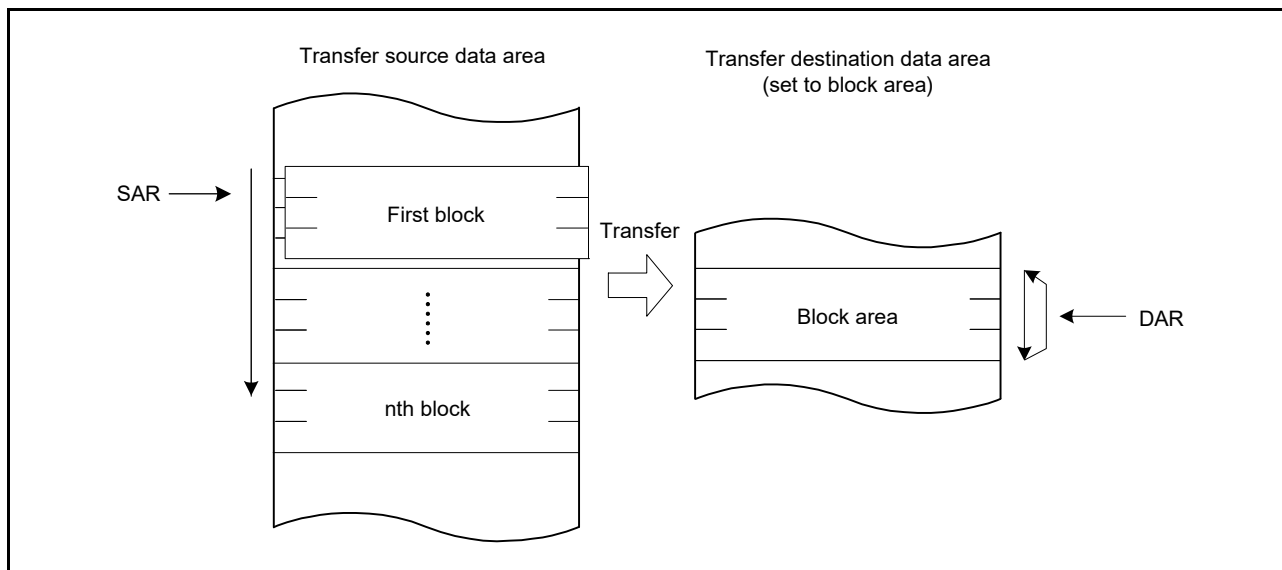 Transfer source data area
Transfer destination data area
(set to block area)
SAR
First block
Transfer
Block area
DAR
nth block